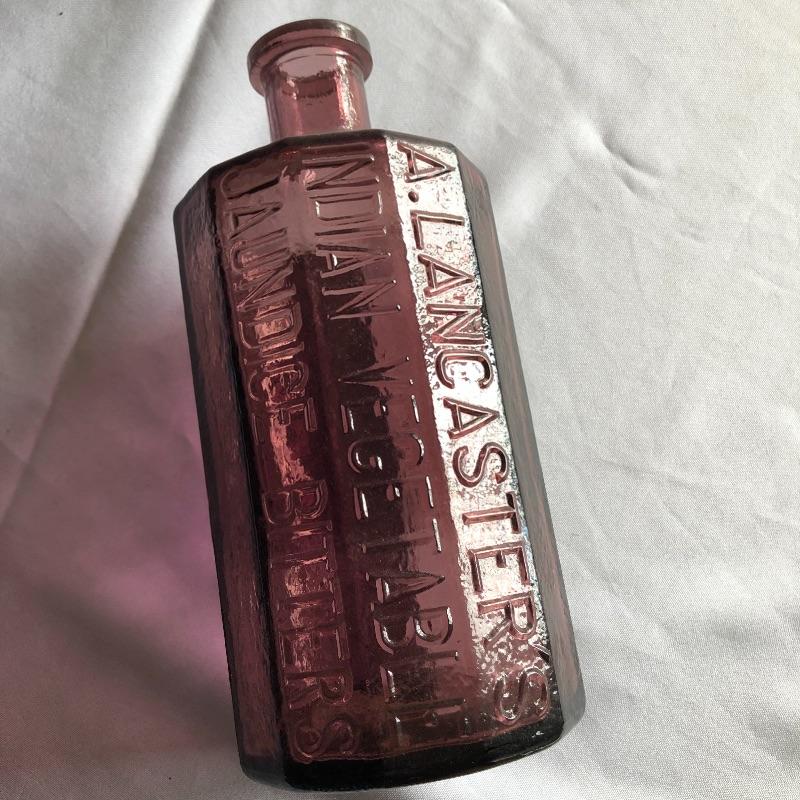 A. LANCASTER'S
INDIAN VEGETABLE
JAUNDICE BITTERS